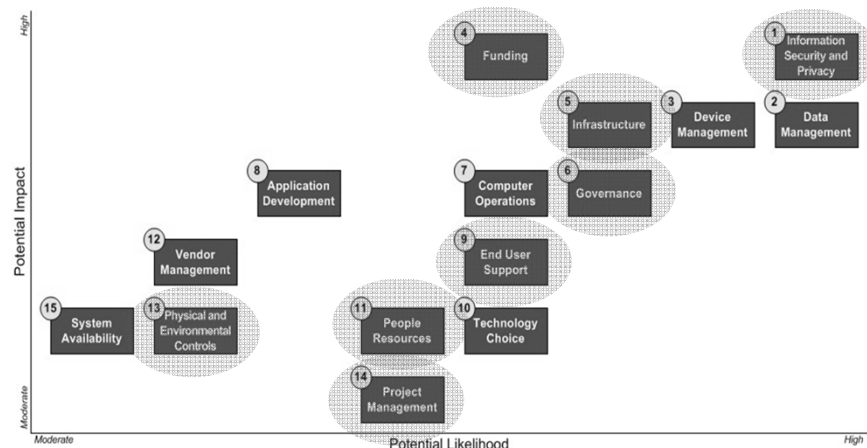 High
4
Funding
1
Information
Security and
Privacy
5
Infrastructure
3
Device
Management
2
Data
Management
8
Application
Development
7
Computer
Operations
6
Governance
Potential Impact
12
Vendor
Management
9
End User
Support
15
System
Availability
13
Physical and
Environmental
Controls
11
People
Resources
10
Technology
Choice
14
Project
Management
Moderate
Moderate
Potential Likelihood
High